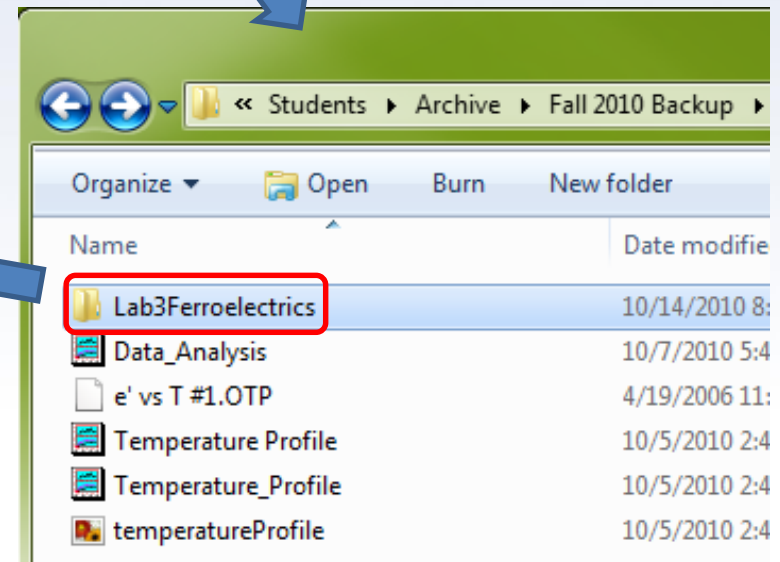 « Students ▸ Archive ▸ Fall 2010 Backup ▸
Organize ▾ Open Burn New folder
Name Date modifie
Lab3Ferroelectrics 10/14/2010 8:
Data_Analysis 10/7/2010 5:4
e' vs T #1.OTP 4/19/2006 11:
Temperature Profile 10/5/2010 2:4
Temperature_Profile 10/5/2010 2:4
temperatureProfile 10/5/2010 2:4